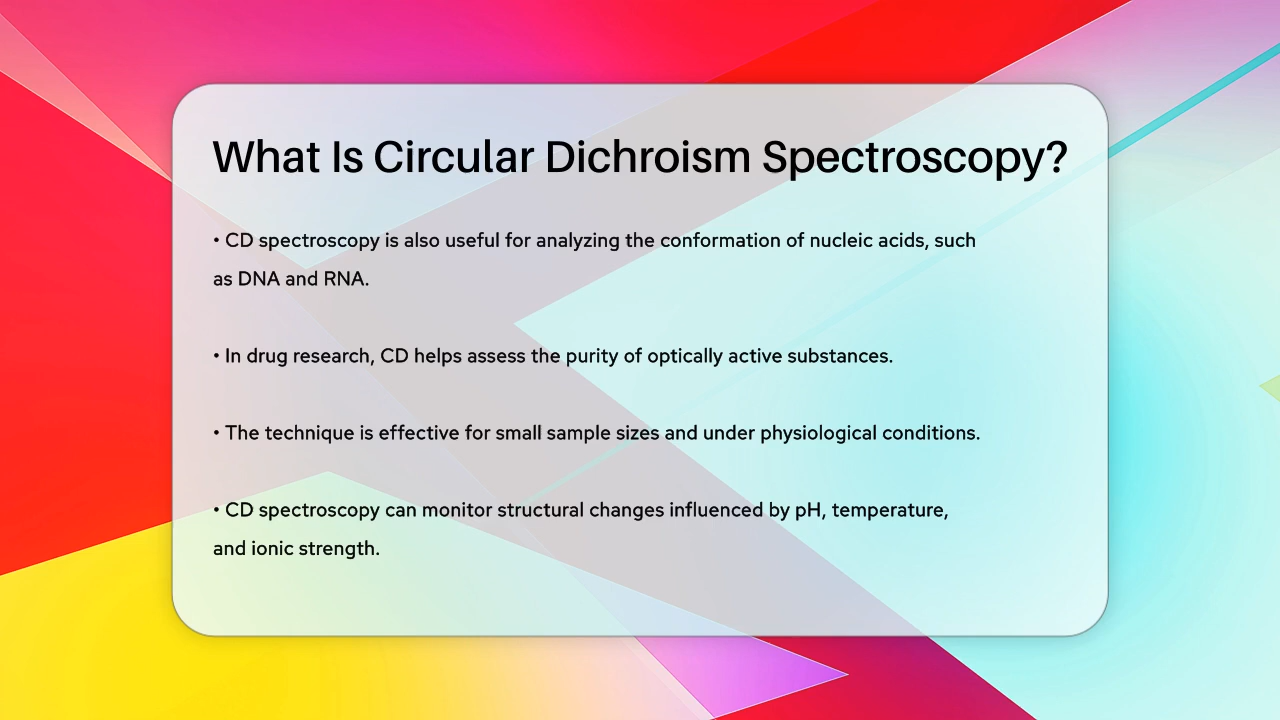 What Is Circular Dichroism Spectroscopy?
• CD spectroscopy is also useful for analyzing the conformation of nucleic acids, such
as DNA and RNA.
• In drug research, CD helps assess the purity of optically active substances.
• The technique is effective for small sample sizes and under physiological conditions.
• CD spectroscopy can monitor structural changes influenced by pH, temperature,
and ionic strength.